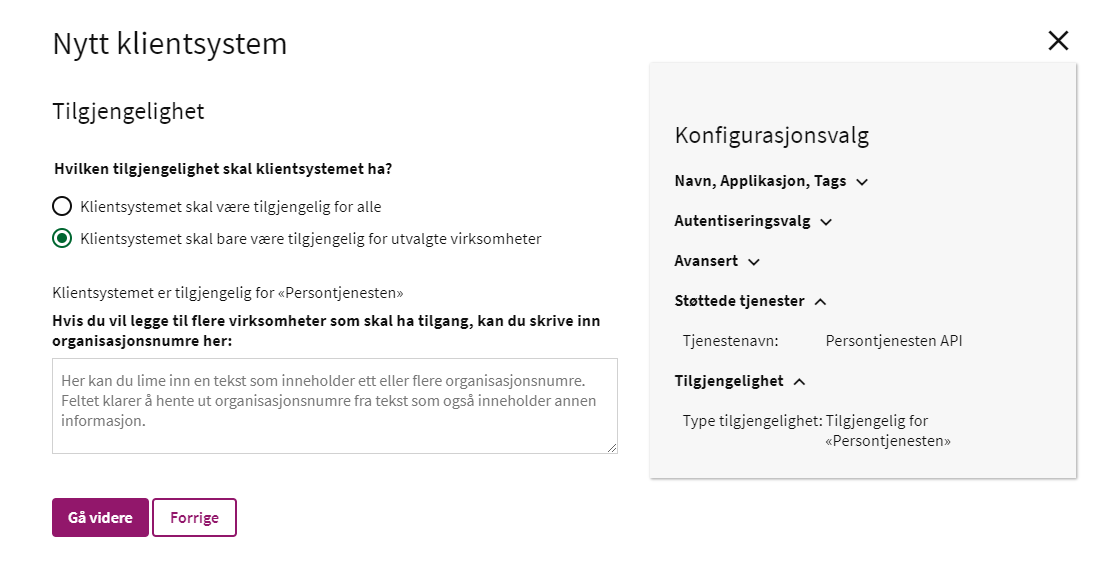 Nytt klientsystem
Tilgjengelighet
Hvilken tilgjengelighet skal klientsystemet ha?
Klientsystemet skal være tilgjengelig for alle
Klientsystemet skal bare være tilgjengelig for utvalgte virksomheter
Klientsystemet er tilgjengelig for «Persontjenesten»
Hvis du vil legge til flere virksomheter som skal ha tilgang, kan du skrive inn
organisasjonsnumre her:
Her kan du lime inn en tekst som inneholder ett eller flere organisasjonsnumre.
Feltet klarer å hente ut organisasjonsnumre fra tekst som også inneholder annen
informasjon.
Gå videre
Forrige
Konfigurasjonsvalg
Navn, Applikasjon, Tags
Autentiseringsvalg
Avansert
Støttede tjenester
Tjenestenavn: Persontjenesten API
Tilgjengelighet
Type tilgjengelighet: Tilgjengelig for
«Persontjenesten»